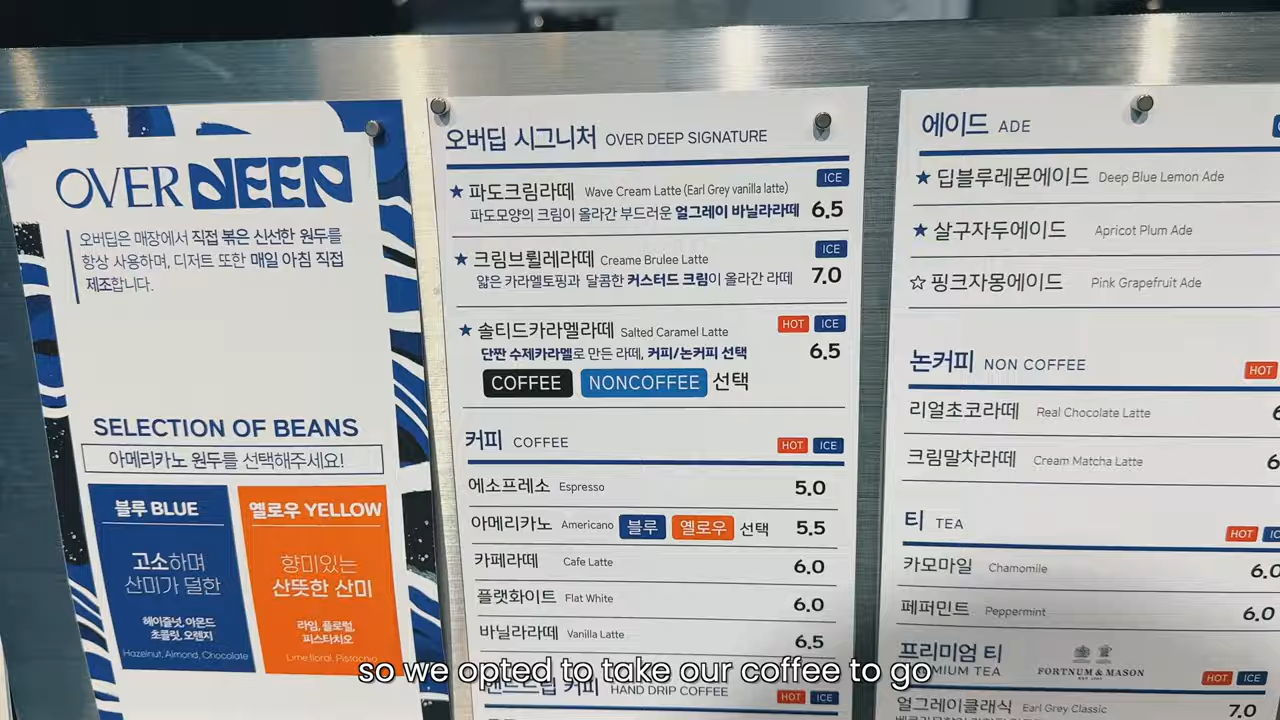 OVER DEEP
오버딥은 매장에서 직접 볶은 신선한 원두를
항상 사용하며, 디저트 또한 매일 아침 직접
제조합니다.
SELECTION OF BEANS
아메리카노 원두를 선택해주세요!
블루 BLUE
고소하며
산미가 덜한
헤이즐넛, 아몬드
초콜릿, 오렌지
Hazelnut, Almond, Chocolate
옐로우 YELLOW
향미있는
산뜻한 산미
라임, 플로럴,
피스타치오
Lime, floral, Pistachio
오버딥 시그니처 OVER DEEP SIGNATURE
ICE
★ 파도크림라떼 Wave Cream Latte (Earl Grey vanilla latte)
파도모양의 크림이 올라간 부드러운 얼그레이 바닐라라떼 6.5
ICE
★ 크림브륄레라떼 Creame Brulee Latte
얇은 카라멜토핑과 달콤한 커스터드 크림이 올라간 라떼 7.0
★ 솔티드카라멜라떼 Salted Caramel Latte HOT ICE
단짠 수제카라멜로 만든 라떼, 커피/논커피 선택 6.5
COFFEE NONCOFFEE 선택
커피 COFFEE HOT ICE
에소프레소 Espresso 5.0
아메리카노 Americano 블루 옐로우 선택 5.5
카페라떼 Cafe Latte 6.0
플랫화이트 Flat White 6.0
바닐라라떼 Vanilla Latte 6.5
핸드드립 커피 HAND DRIP COFFEE HOT ICE
에이드 ADE
★ 딥블루레몬에이드 Deep Blue Lemon Ade
★ 살구자두에이드 Apricot Plum Ade
☆ 핑크자몽에이드 Pink Grapefruit Ade
논커피 NON COFFEE HOT
리얼초코라떼 Real Chocolate Latte
크림말차라떼 Cream Matcha Latte
티 TEA HOT
카모마일 Chamomile 6.0
페퍼민트 Peppermint 6.0
프리미엄 티
PREMIUM TEA FORTNUM & MASON HOT ICE
얼그레이클래식 Earl Grey Classic 7.0
so we opted to take our coffee to go